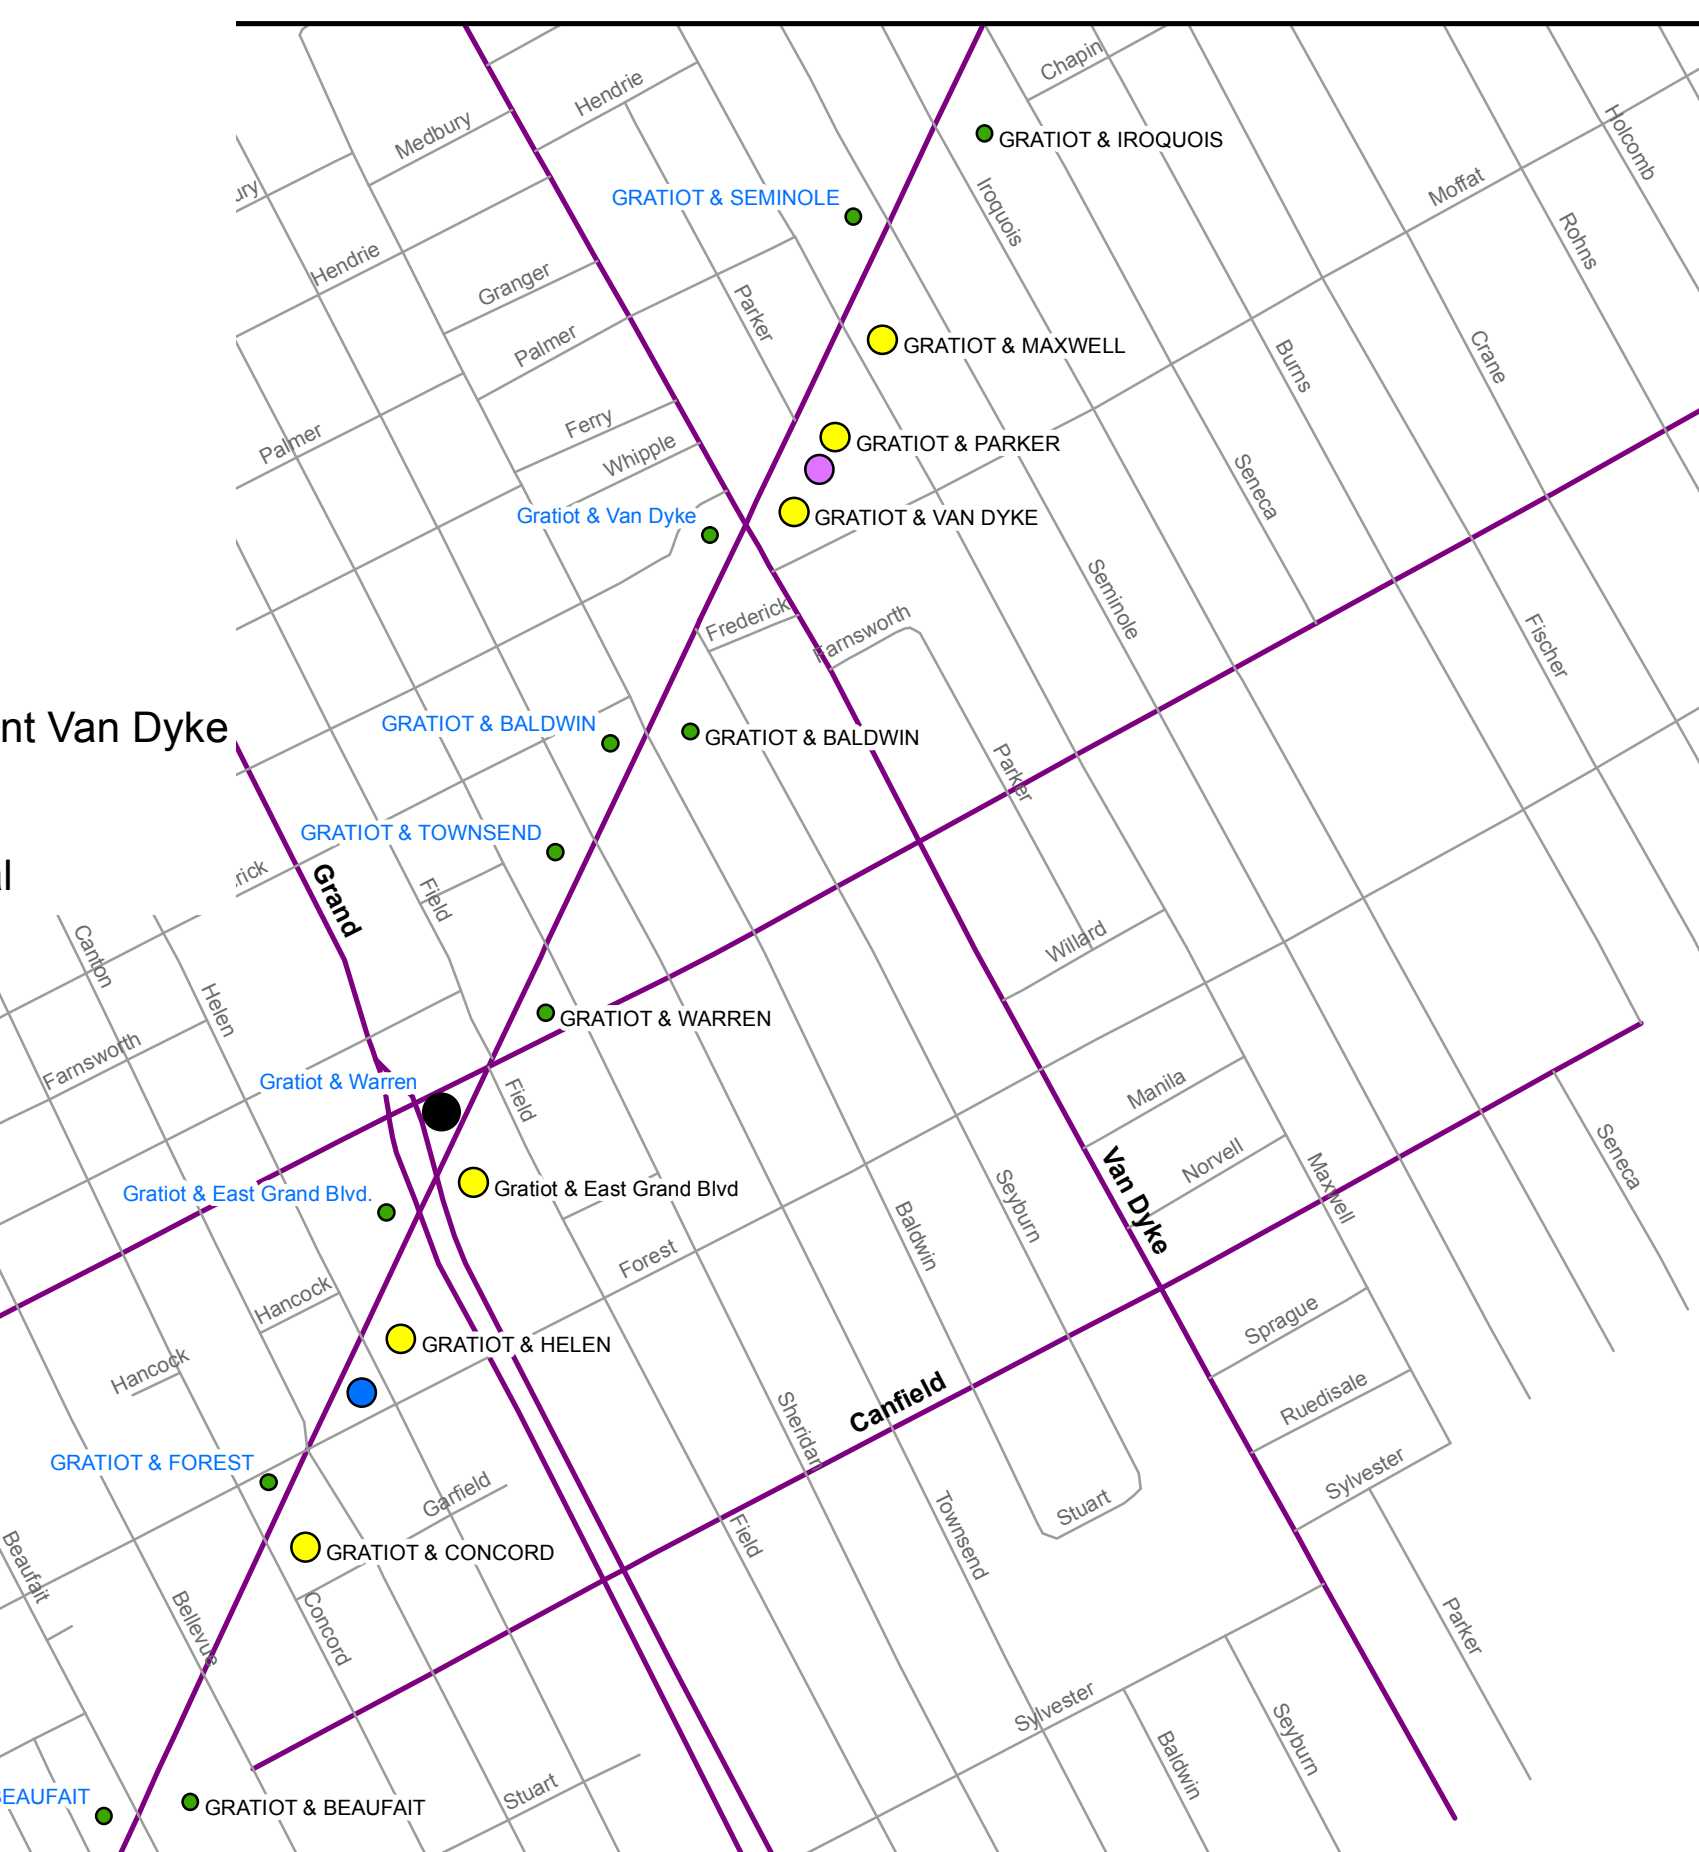 Chapin
Hendrie
Medbury
GRATIOT & IROQUOIS
Holcomb
GRATIOT & SEMINOLE
Iroquois
Moffat
ury
Rohns
Hendrie
Granger
Parker
Palmer
GRATIOT & MAXWELL
Burns
Crane
Ferry
Palmer
Whipple
GRATIOT & PARKER
Seneca
Gratiot & Van Dyke
GRATIOT & VAN DYKE
Seminole
Frederick
Farnsworth
Fischer
nt Van Dyke
GRATIOT & BALDWIN
GRATIOT & BALDWIN
Parker
GRATIOT & TOWNSEND
rick
Grand
Field
Canton
Willard
Helen
GRATIOT & WARREN
Farnsworth
Gratiot & Warren
Field
Manila
Gratiot & East Grand Blvd.
Gratiot & East Grand Blvd
Norvell
Seneca
Van Dyke
Maxwell
Seyburn
Baldwin
Forest
Hancock
GRATIOT & HELEN
Sprague
Hancock
Canfield
Ruedisale
Sheridan
GRATIOT & FOREST
Garfield
Stuart
Sylvester
Townsend
Field
GRATIOT & CONCORD
Beaufait
Bellevue
Concord
Parker
Sylvester
Seyburn
Baldwin
Stuart
BEAUFAIT
GRATIOT & BEAUFAIT